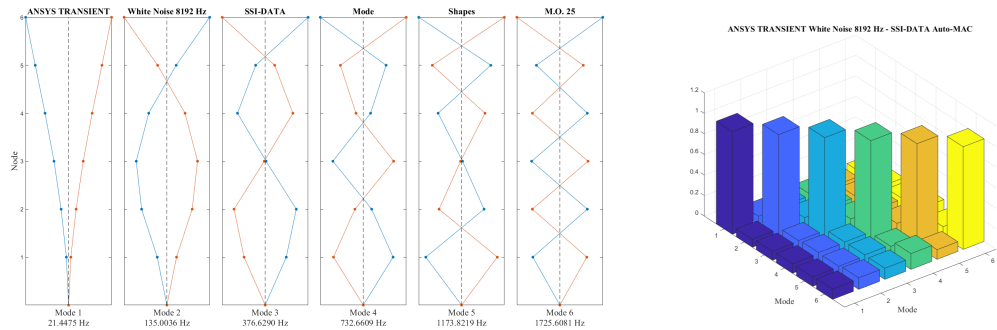 ANSYS TRANSIENT
White Noise 8192 Hz
SSI-DATA
Mode
Shapes
M.O. 25
6
5
4
3
2
1
Node
Mode 1
21.4475 Hz
Mode 2
135.0036 Hz
Mode 3
376.6290 Hz
Mode 4
732.6609 Hz
Mode 5
1173.8219 Hz
Mode 6
1725.6081 Hz
ANSYS TRANSIENT White Noise 8192 Hz - SSI-DATA Auto-MAC
1.2
1
0.8
0.6
0.4
0.2
0
1
2
3
4
5
6
Mode
1
2
3
4
5
6
Mode